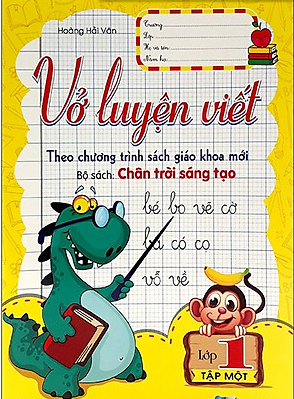 Hoàng Hải Vân
Trường:
Lớp:
Họ và tên:
Năm học:
Vở luyện viết
Theo chương trình sách giáo khoa mới
Bộ sách: Chân trời sáng tạo
bé bo vẽ cờ
bà có cọ
vỗ về
Lớp 1
TẬP MỘT